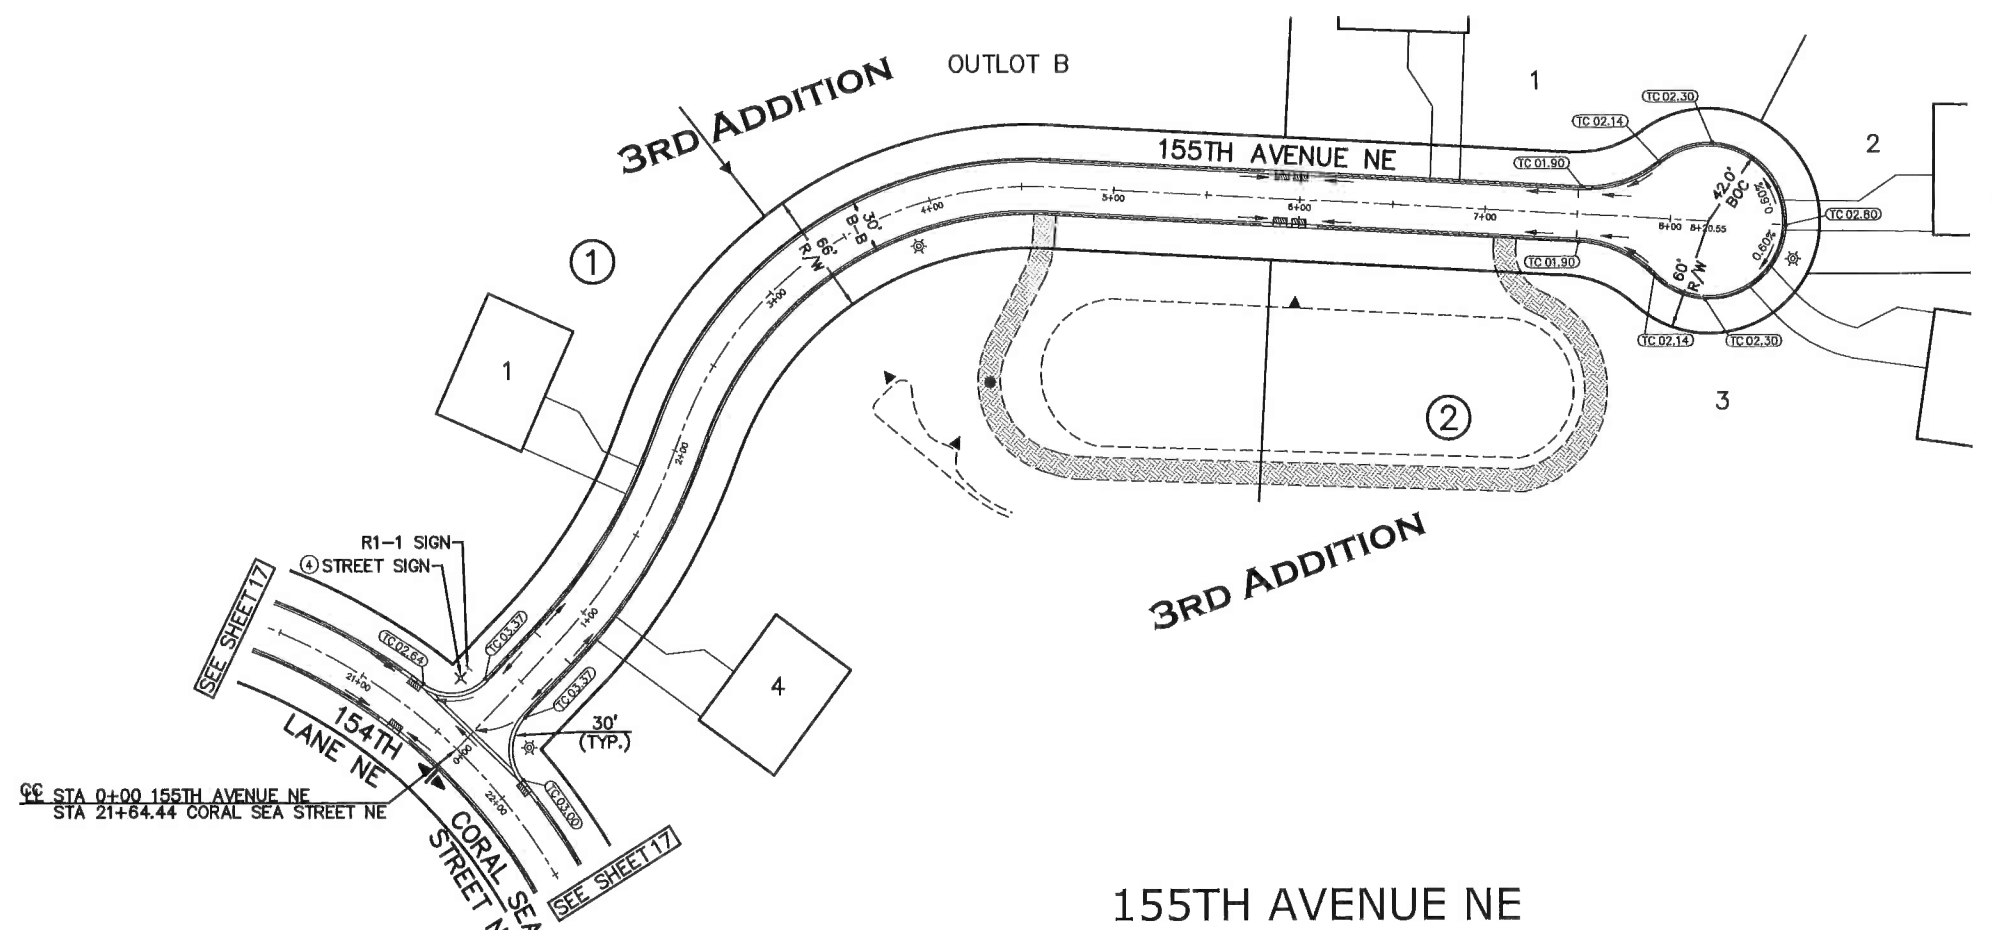 OUTLOT B
3RD ADDITION
1
TC 02.30
TC 02.14
155TH AVENUE NE
TC 01.90
2
42.0'
BOC
0.60%
30'
B-B
4+00
5+00
6+00
7+00
8+00
8+20.55
TC 02.80
66'
R/W
1
3+00
TC 01.90
60'
R/W
0.60%
TC 02.14
TC 02.30
1
2
3
2+00
R1-1 SIGN
4 STREET SIGN
3RD ADDITION
SEE SHEET 17
TC 02.64
TC 03.37
1+00
21+00
TC 03.37
4
154TH
LANE NE
30'
(TYP.)
0+00
STA 0+00 155TH AVENUE NE
STA 21+64.44 CORAL SEA STREET NE
22+00
TC 03.00
CORAL SEA
STREET N
SEE SHEET 17
155TH AVENUE NE